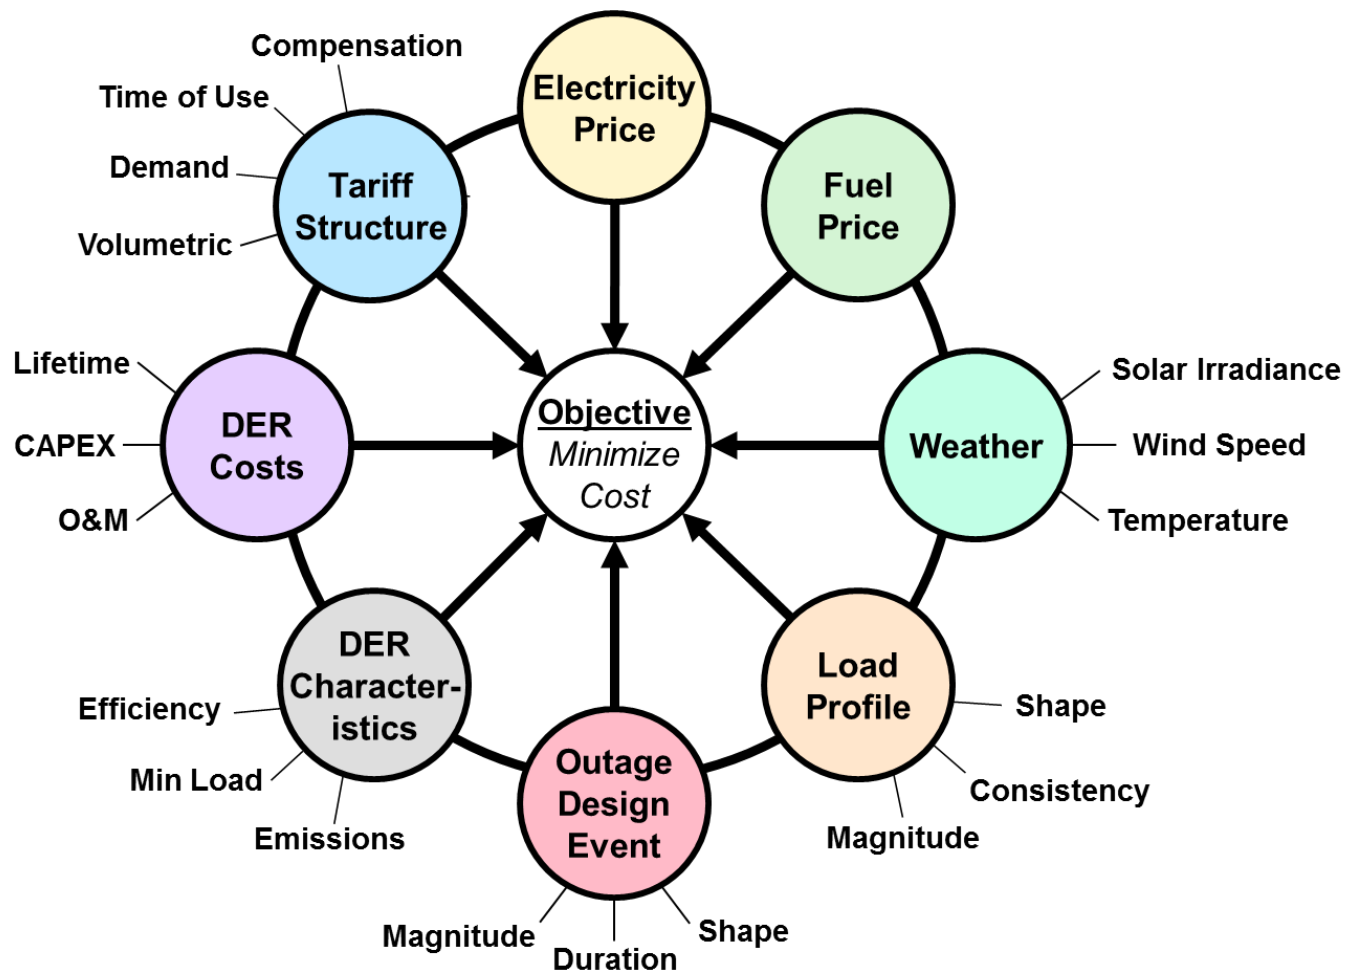 Compensation
Time of Use
Demand
Volumetric
Tariff
Structure
Electricity
Price
Fuel
Price
Lifetime
CAPEX
O&M
DER
Costs
Objective
Minimize
Cost
Weather
Solar Irradiance
Wind Speed
Temperature
DER
Character-
istics
Efficiency
Min Load
Emissions
Outage
Design
Event
Magnitude
Duration
Shape
Load
Profile
Shape
Consistency
Magnitude